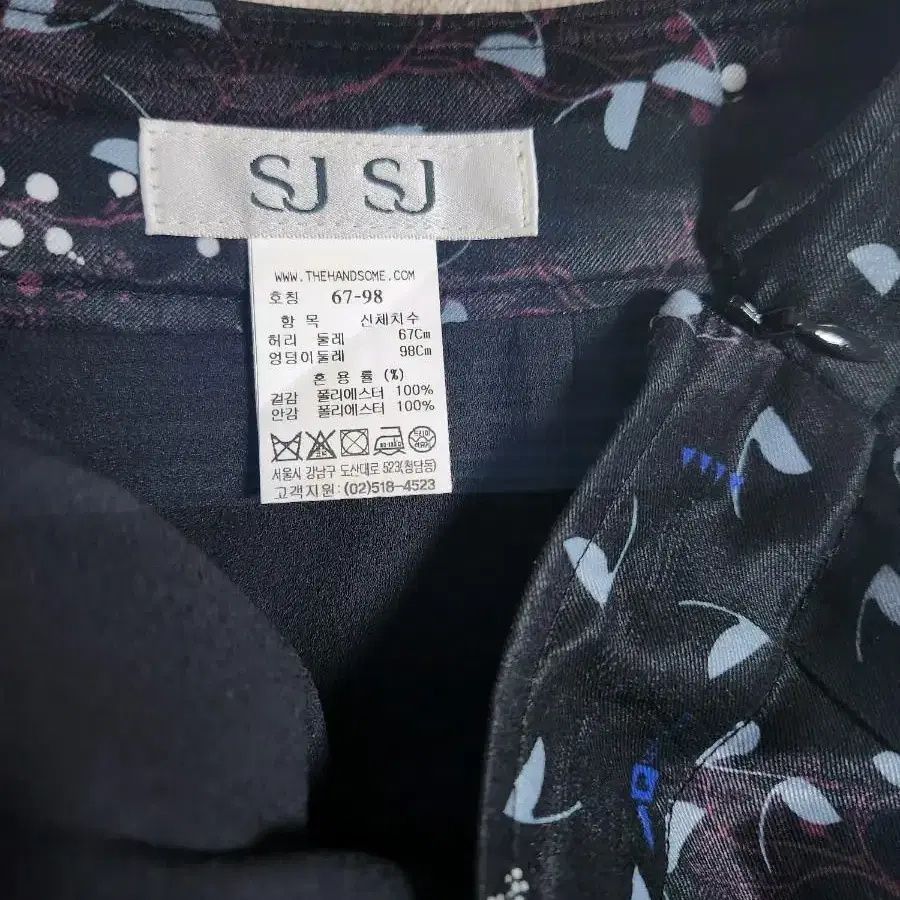 SJ SJ
WWW.THEHANDSOME.COM
호칭 67-98
항 목 신체치수
허리 둘레 67Cm
엉덩이둘레 98Cm
혼 용 률 (%)
겉감 폴리에스터 100%
안감 폴리에스터 100%
서울시 강남구 도산대로 523(청담동)
고객지원: (02)518-4523